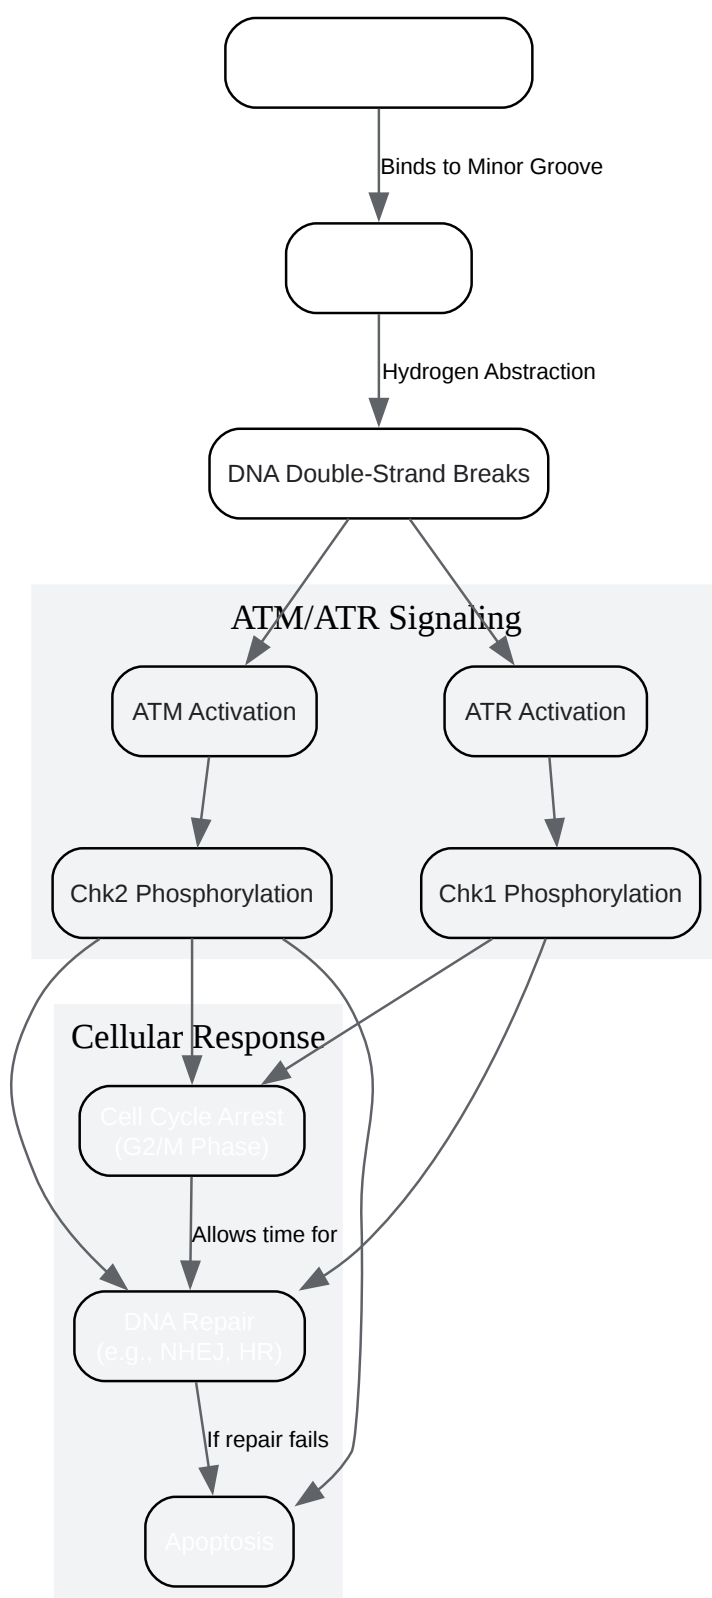 Binds to Minor Groove
Hydrogen Abstraction
DNA Double-Strand Breaks
ATM/ATR Signaling
ATM Activation
ATR Activation
Chk2 Phosphorylation
Chk1 Phosphorylation
Cellular Response
Cell Cycle Arrest
(G2/M Phase)
Allows time for
DNA Repair
(e.g., NHEJ, HR)
If repair fails
Apoptosis